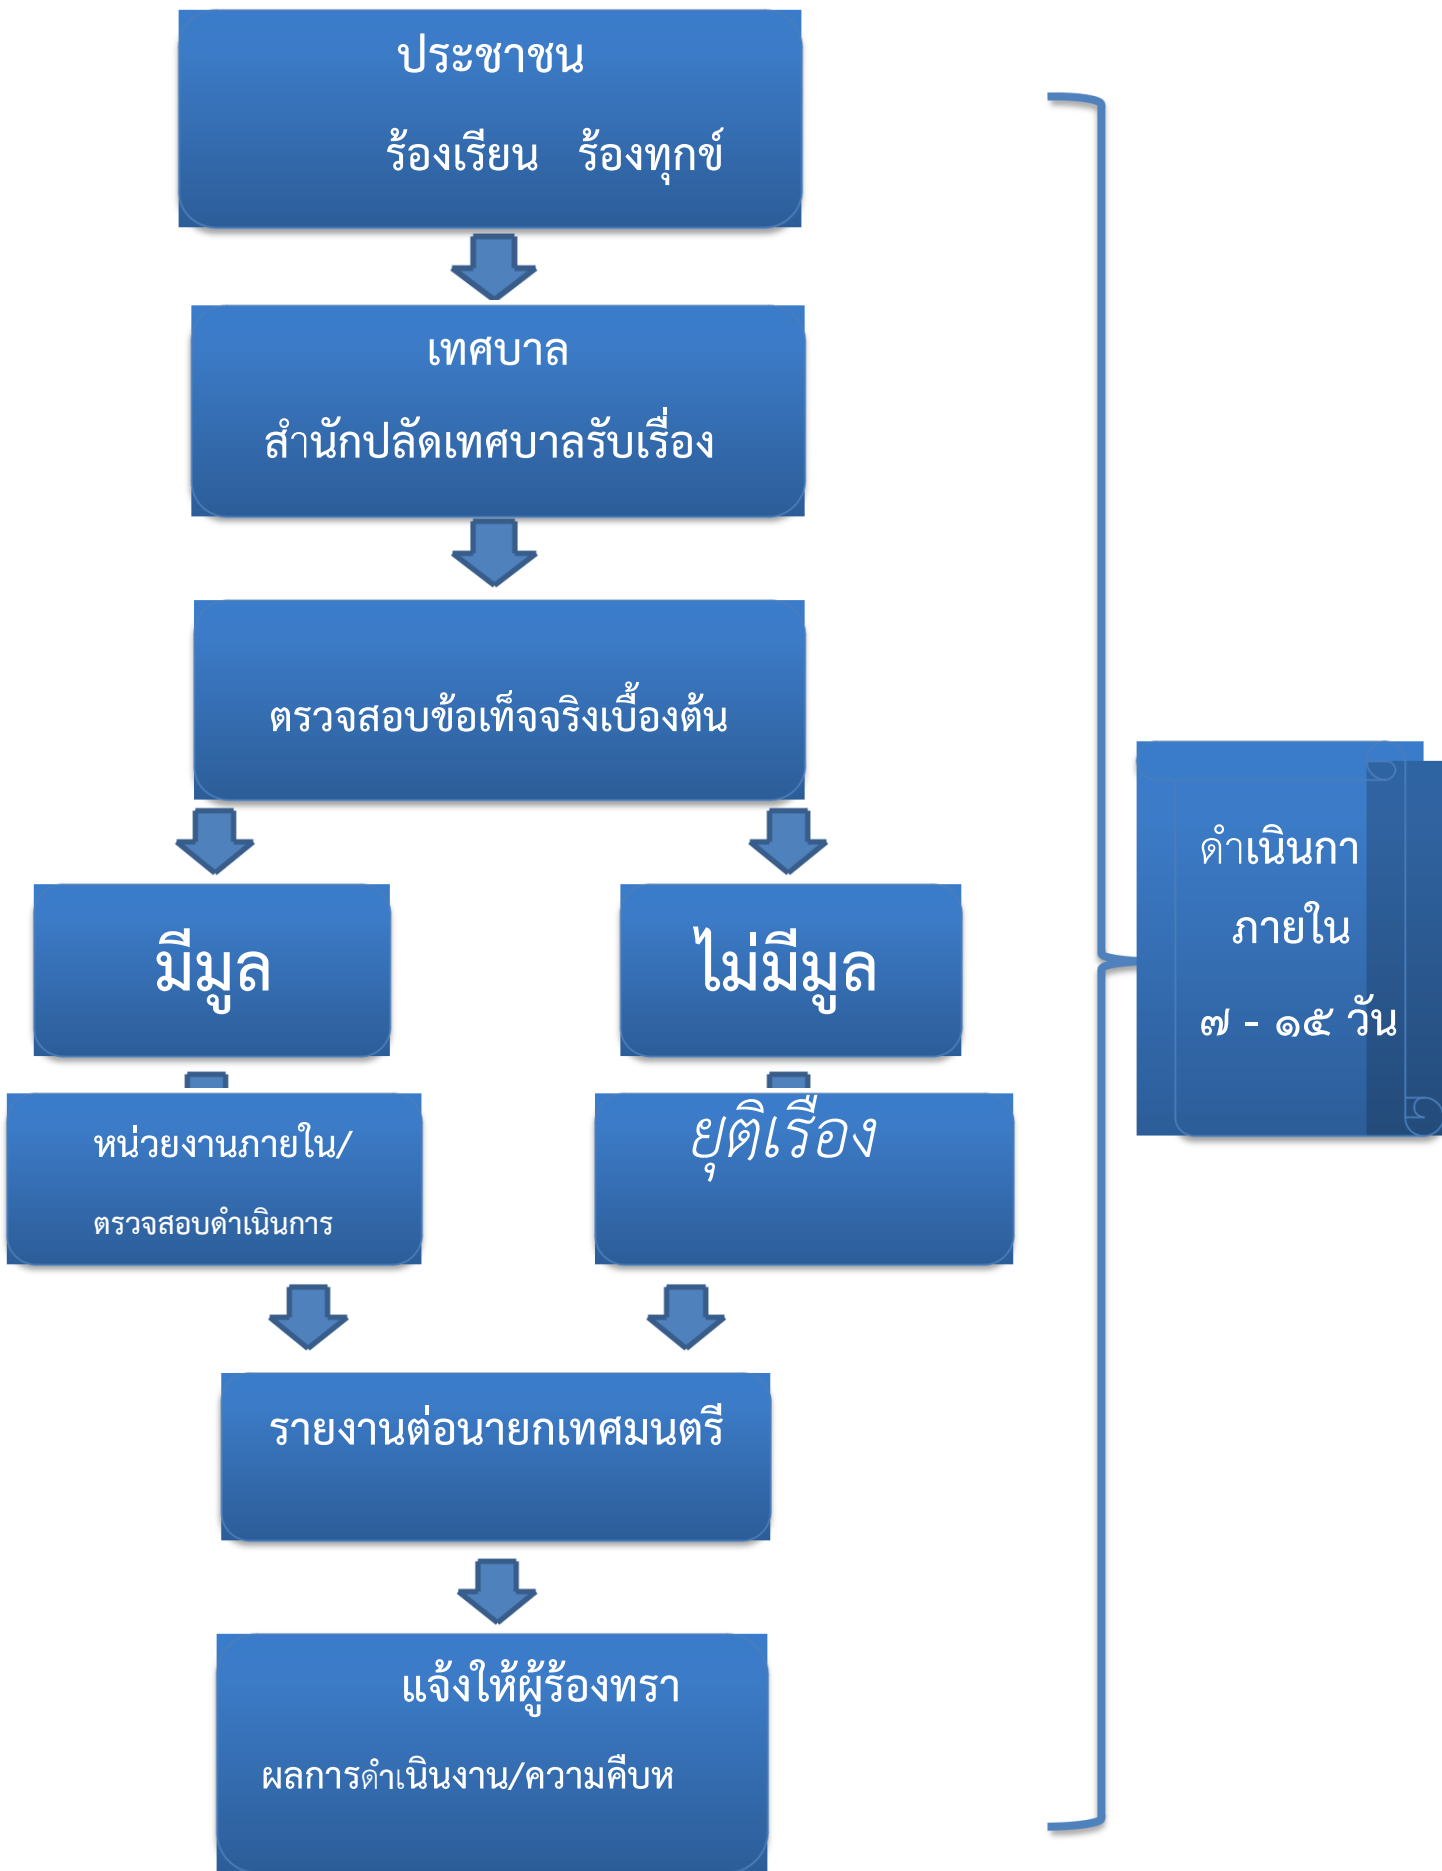 ประชาชน
ร้องเรียน ร้องทุกข์
เทศบาล
สำนักปลัดเทศบาลรับเรื่อง
ตรวจสอบข้อเท็จจริงเบื้องต้น
มีมูล
ไม่มีมูล
หน่วยงานภายใน/
ตรวจสอบดำเนินการ
ยุติเรื่อง
รายงานต่อนายกเทศมนตรี
แจ้งให้ผู้ร้องทรา
ผลการดำเนินงาน/ความคืบห
ดำเนินกา
ภายใน
๗ - ๑๕ วัน